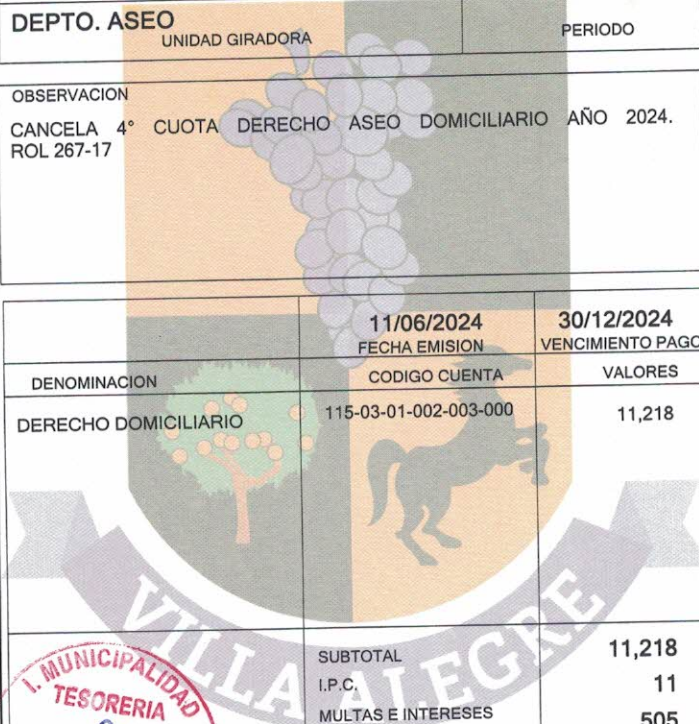 DEPTO. ASEO
UNIDAD GIRADORA
PERIODO
OBSERVACION
CANCELA 4° CUOTA DERECHO ASEO DOMICILIARIO AÑO 2024.
ROL 267-17
11/06/2024 30/12/2024
FECHA EMISION VENCIMIENTO PAGO
DENOMINACION CODIGO CUENTA VALORES
DERECHO DOMICILIARIO 115-03-01-002-003-000 11,218
VILLA ALEGRE
SUBTOTAL 11,218
I.P.C. 11
MULTAS E INTERESES 505
I. MUNICIPALIDAD
TESORERIA